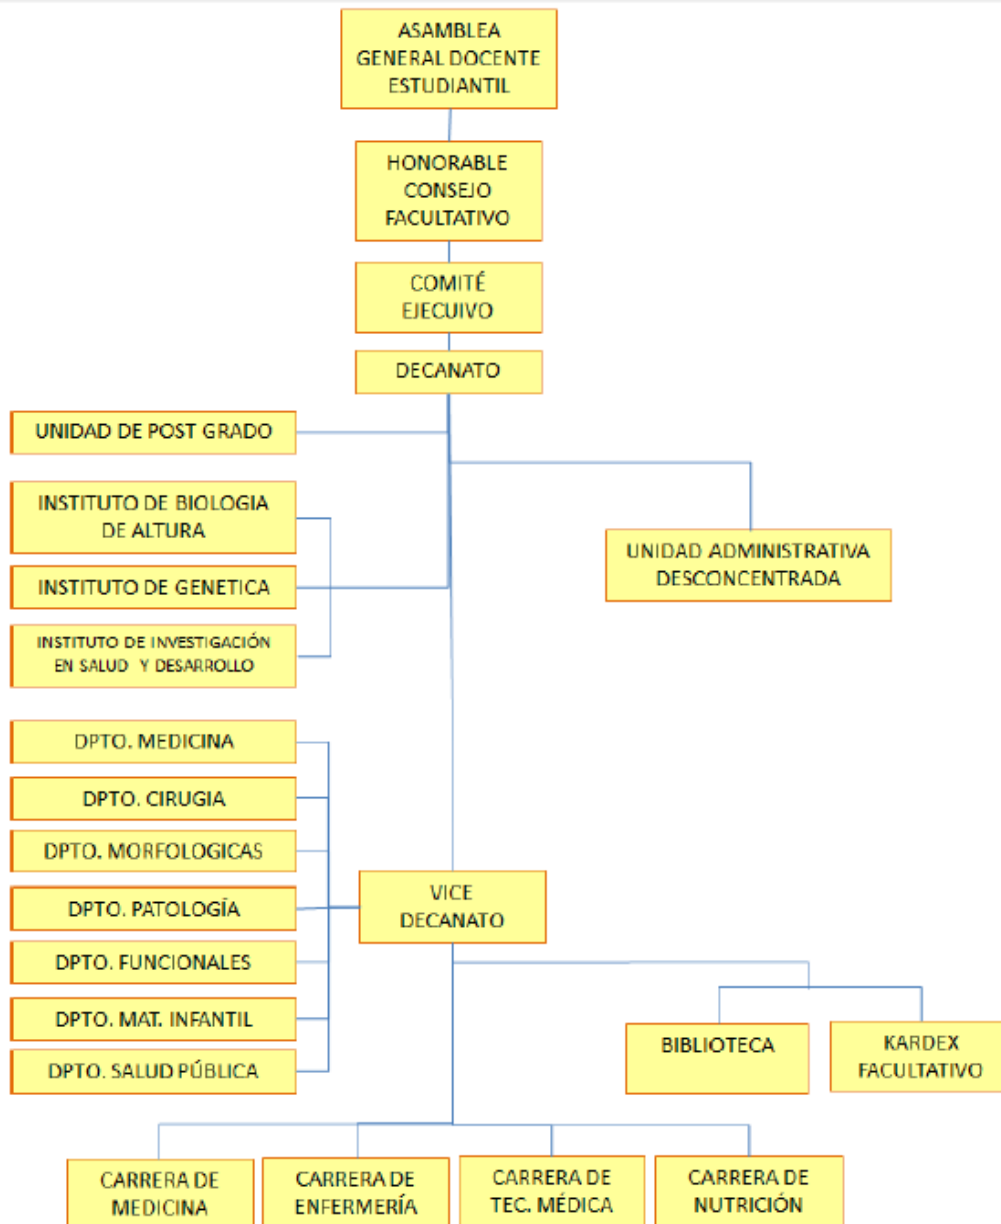 ASAMBLEA
GENERAL DOCENTE
ESTUDIANTIL
HONORABLE
CONSEJO
FACULTATIVO
COMITÉ
EJECUIVO
DECANATO
UNIDAD DE POST GRADO
INSTITUTO DE BIOLOGIA
DE ALTURA
INSTITUTO DE GENETICA
INSTITUTO DE INVESTIGACIÓN
EN SALUD Y DESARROLLO
UNIDAD ADMINISTRATIVA
DESCONCENTRADA
DPTO. MEDICINA
DPTO. CIRUGIA
DPTO. MORFOLOGICAS
DPTO. PATOLOGÍA
DPTO. FUNCIONALES
DPTO. MAT. INFANTIL
DPTO. SALUD PÚBLICA
VICE
DECANATO
BIBLIOTECA
KARDEX
FACULTATIVO
CARRERA DE
MEDICINA
CARRERA DE
ENFERMERÍA
CARRERA DE
TEC. MÉDICA
CARRERA DE
NUTRICIÓN